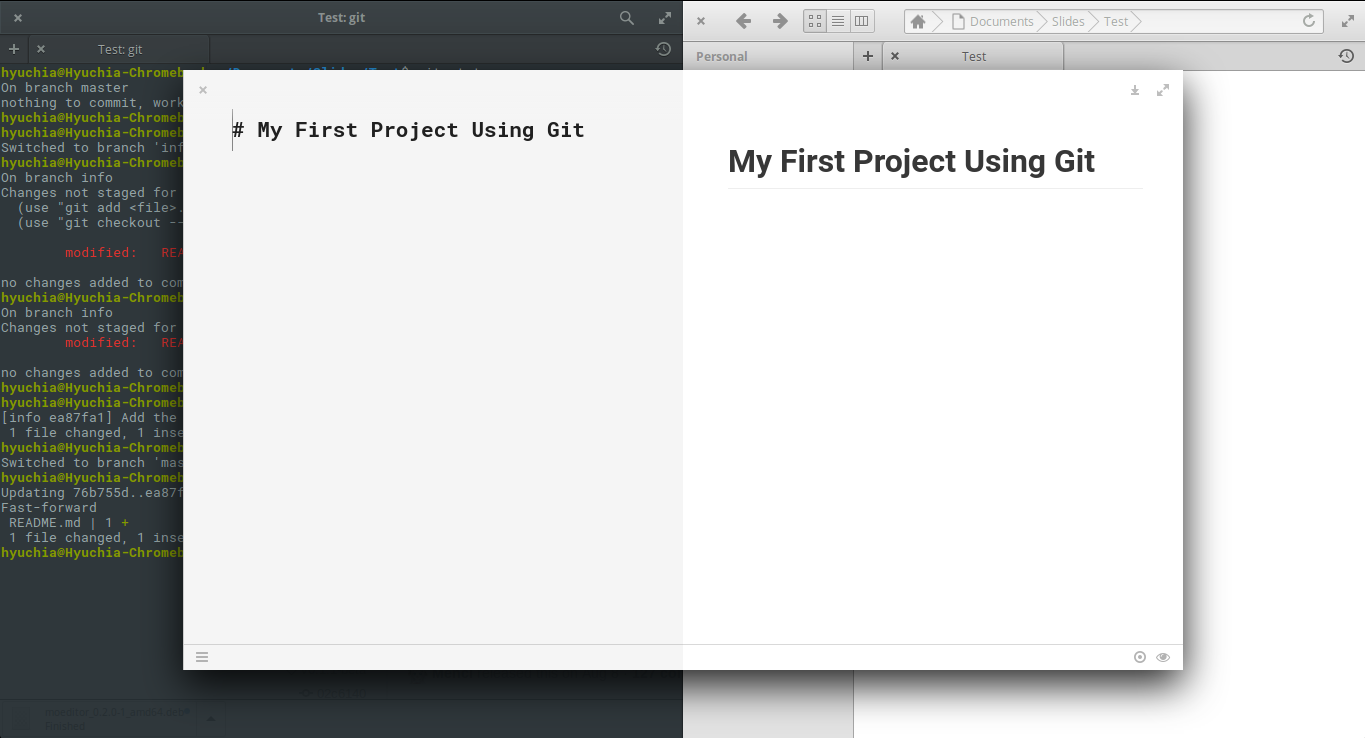 Test: git
Test: git
hyuchia@Hyuchia-Chromeb
On branch master
nothing to commit, work
hyuchia@Hyuchia-Chromeb
hyuchia@Hyuchia-Chromeb
Switched to branch 'inf
hyuchia@Hyuchia-Chromeb
On branch info
Changes not staged for
(use "git add <file>.
(use "git checkout --
modified: REA
no changes added to com
hyuchia@Hyuchia-Chromeb
On branch info
Changes not staged for
modified: REA
no changes added to com
hyuchia@Hyuchia-Chromeb
hyuchia@Hyuchia-Chromeb
[info ea87fa1] Add the
1 file changed, 1 inse
hyuchia@Hyuchia-Chromeb
Switched to branch 'mas
hyuchia@Hyuchia-Chromeb
Updating 76b755d..ea87f
Fast-forward
README.md | 1 +
1 file changed, 1 inse
hyuchia@Hyuchia-Chromeb
Documents
Slides
Test
Personal
Test
# My First Project Using Git
My First Project Using Git